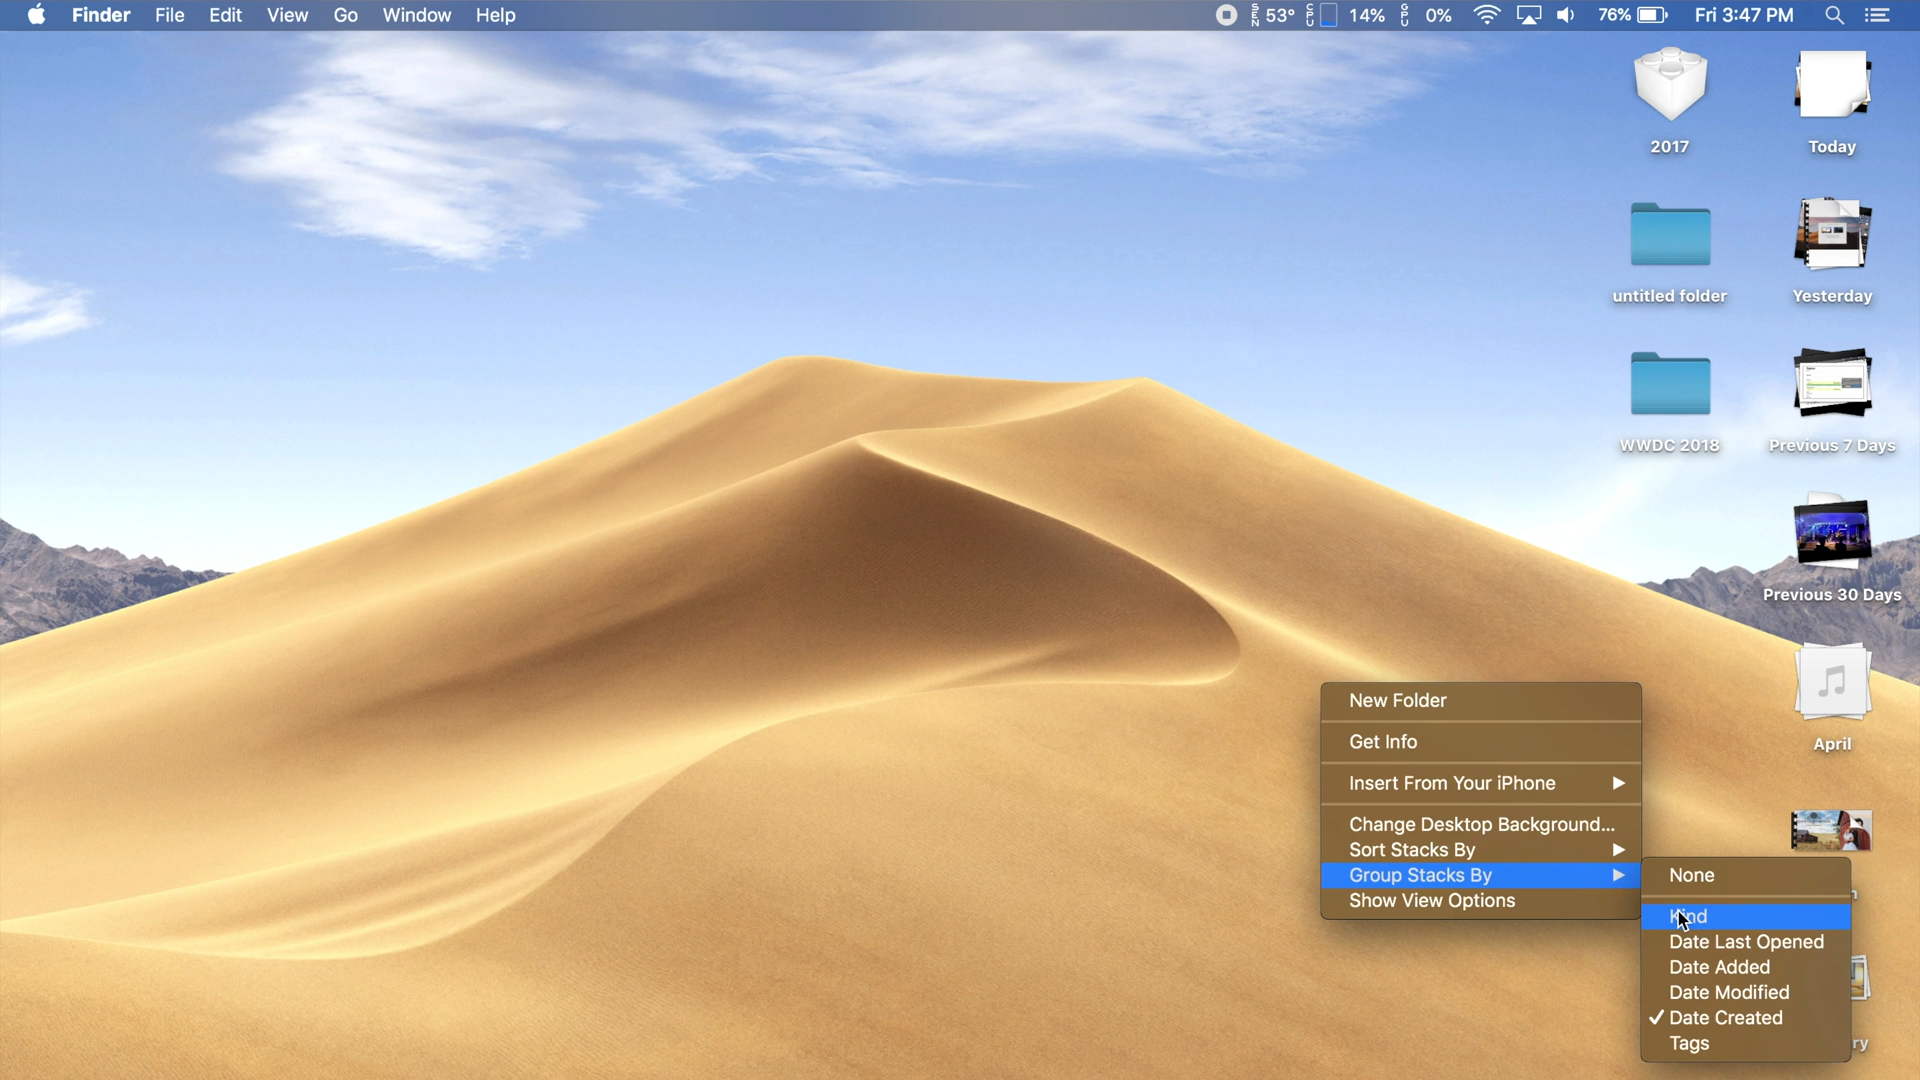 Finder File Edit View Go Window Help
SEN 53° CPU 14% GPU 0% 76% Fri 3:47 PM
2017
Today
untitled folder
Yesterday
WWDC 2018
Previous 7 Days
Previous 30 Days
April
New Folder
Get Info
Insert From Your iPhone
Change Desktop Background...
Sort Stacks By
Group Stacks By
Show View Options
None
Kind
Date Last Opened
Date Added
Date Modified
✓ Date Created
Tags